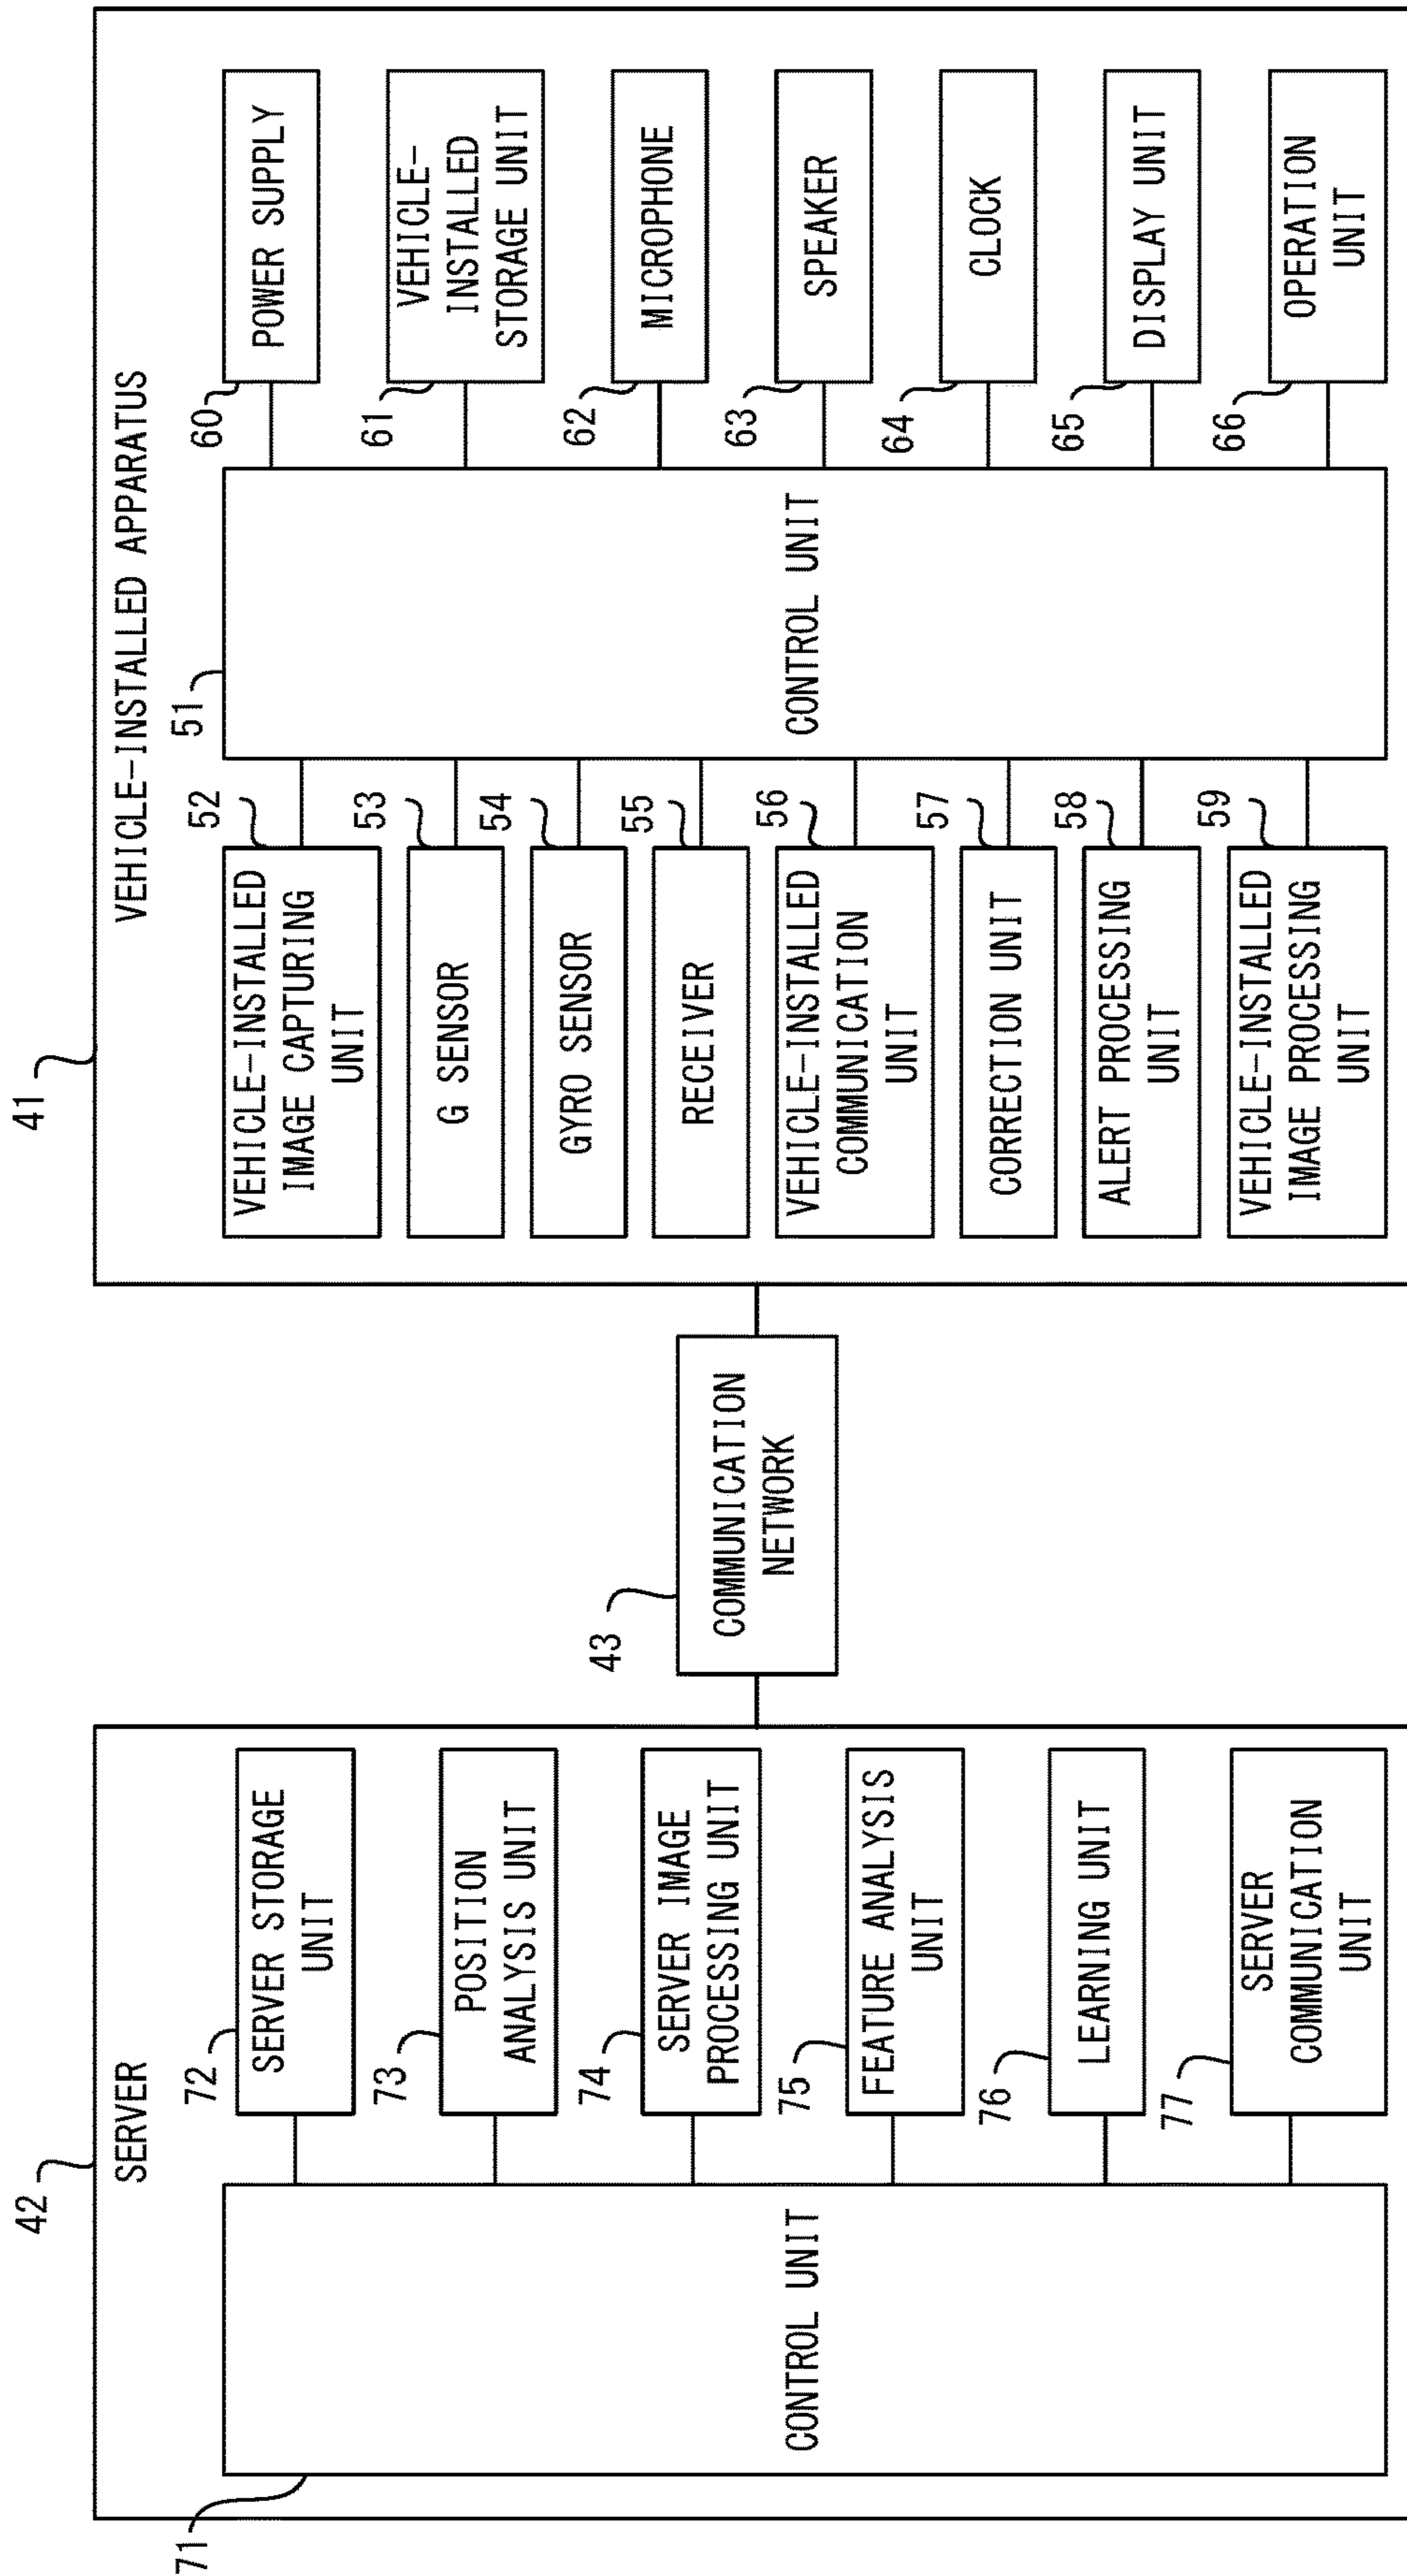 42
SERVER
71
CONTROL UNIT
72
SERVER STORAGE
UNIT
73
POSITION
ANALYSIS UNIT
74
SERVER IMAGE
PROCESSING UNIT
75
FEATURE ANALYSIS
UNIT
76
LEARNING UNIT
77
SERVER
COMMUNICATION
UNIT
43
COMMUNICATION
NETWORK
41
VEHICLE-INSTALLED APPARATUS
52
VEHICLE-INSTALLED
IMAGE CAPTURING
UNIT
53
G SENSOR
54
GYRO SENSOR
55
RECEIVER
56
VEHICLE-INSTALLED
COMMUNICATION
UNIT
57
CORRECTION UNIT
58
ALERT PROCESSING
UNIT
59
VEHICLE-INSTALLED
IMAGE PROCESSING
UNIT
51
CONTROL UNIT
60
POWER SUPPLY
61
VEHICLE-
INSTALLED
STORAGE UNIT
62
MICROPHONE
63
SPEAKER
64
CLOCK
65
DISPLAY UNIT
66
OPERATION
UNIT